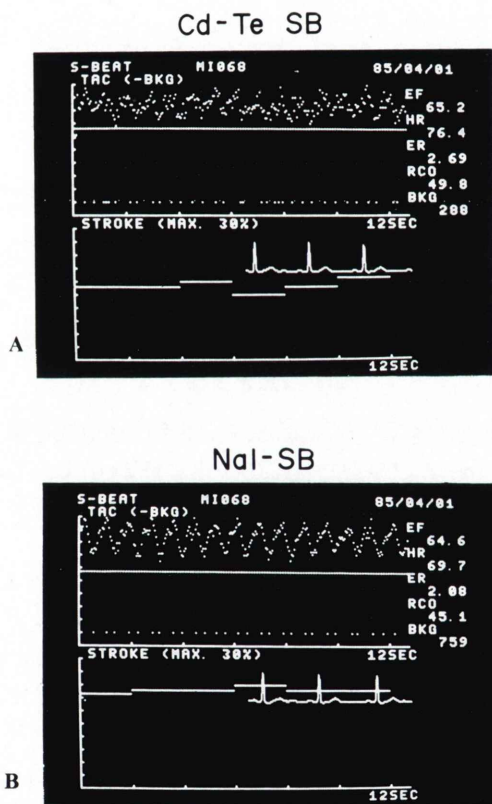 Cd-Te SB
S-BEAT MI068 85/04/01
TAC (-BKG)
EF
65.2
HR
76.4
ER
2.69
RCO
49.8
BKG
288
STROKE (MAX. 30%) 12SEC
12SEC
A
NaI-SB
S-BEAT MI068 85/04/01
TAC (-BKG)
EF
64.6
HR
69.7
ER
2.08
RCO
45.1
BKG
759
STROKE (MAX. 30%) 12SEC
12SEC
B